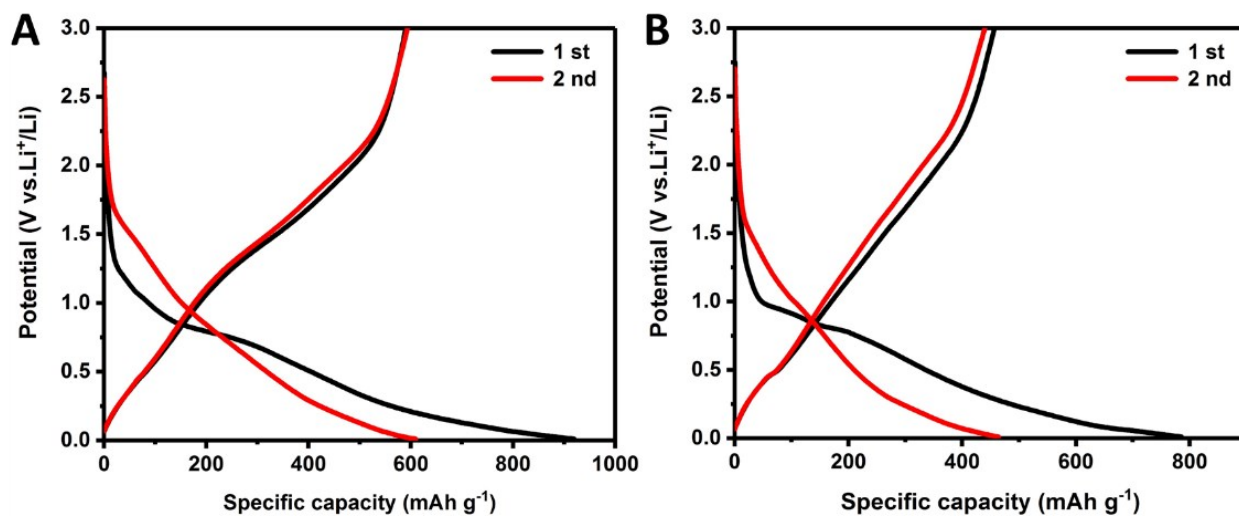 A
1 st
2 nd
3.0
2.5
2.0
1.5
1.0
0.5
0.0
Potential (V vs.Li⁺/Li)
0 200 400 600 800 1000
Specific capacity (mAh g⁻¹)
B
1 st
2 nd
3.0
2.5
2.0
1.5
1.0
0.5
0.0
Potential (V vs.Li⁺/Li)
0 200 400 600 800
Specific capacity (mAh g⁻¹)